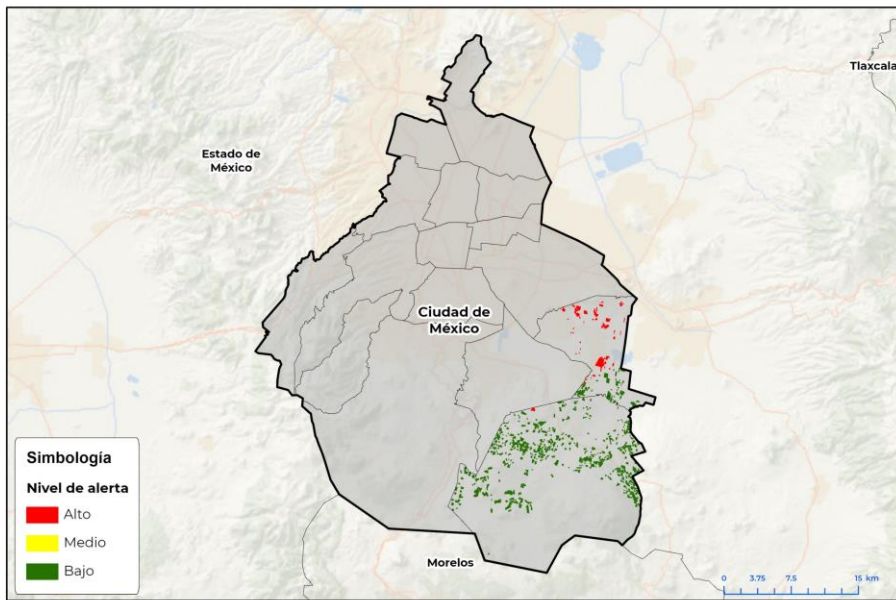 Tlaxcala
Estado de
México
Ciudad de
México
Simbología
Nivel de alerta
Alto
Medio
Bajo
Morelos
0 3.75 7.5 15 km